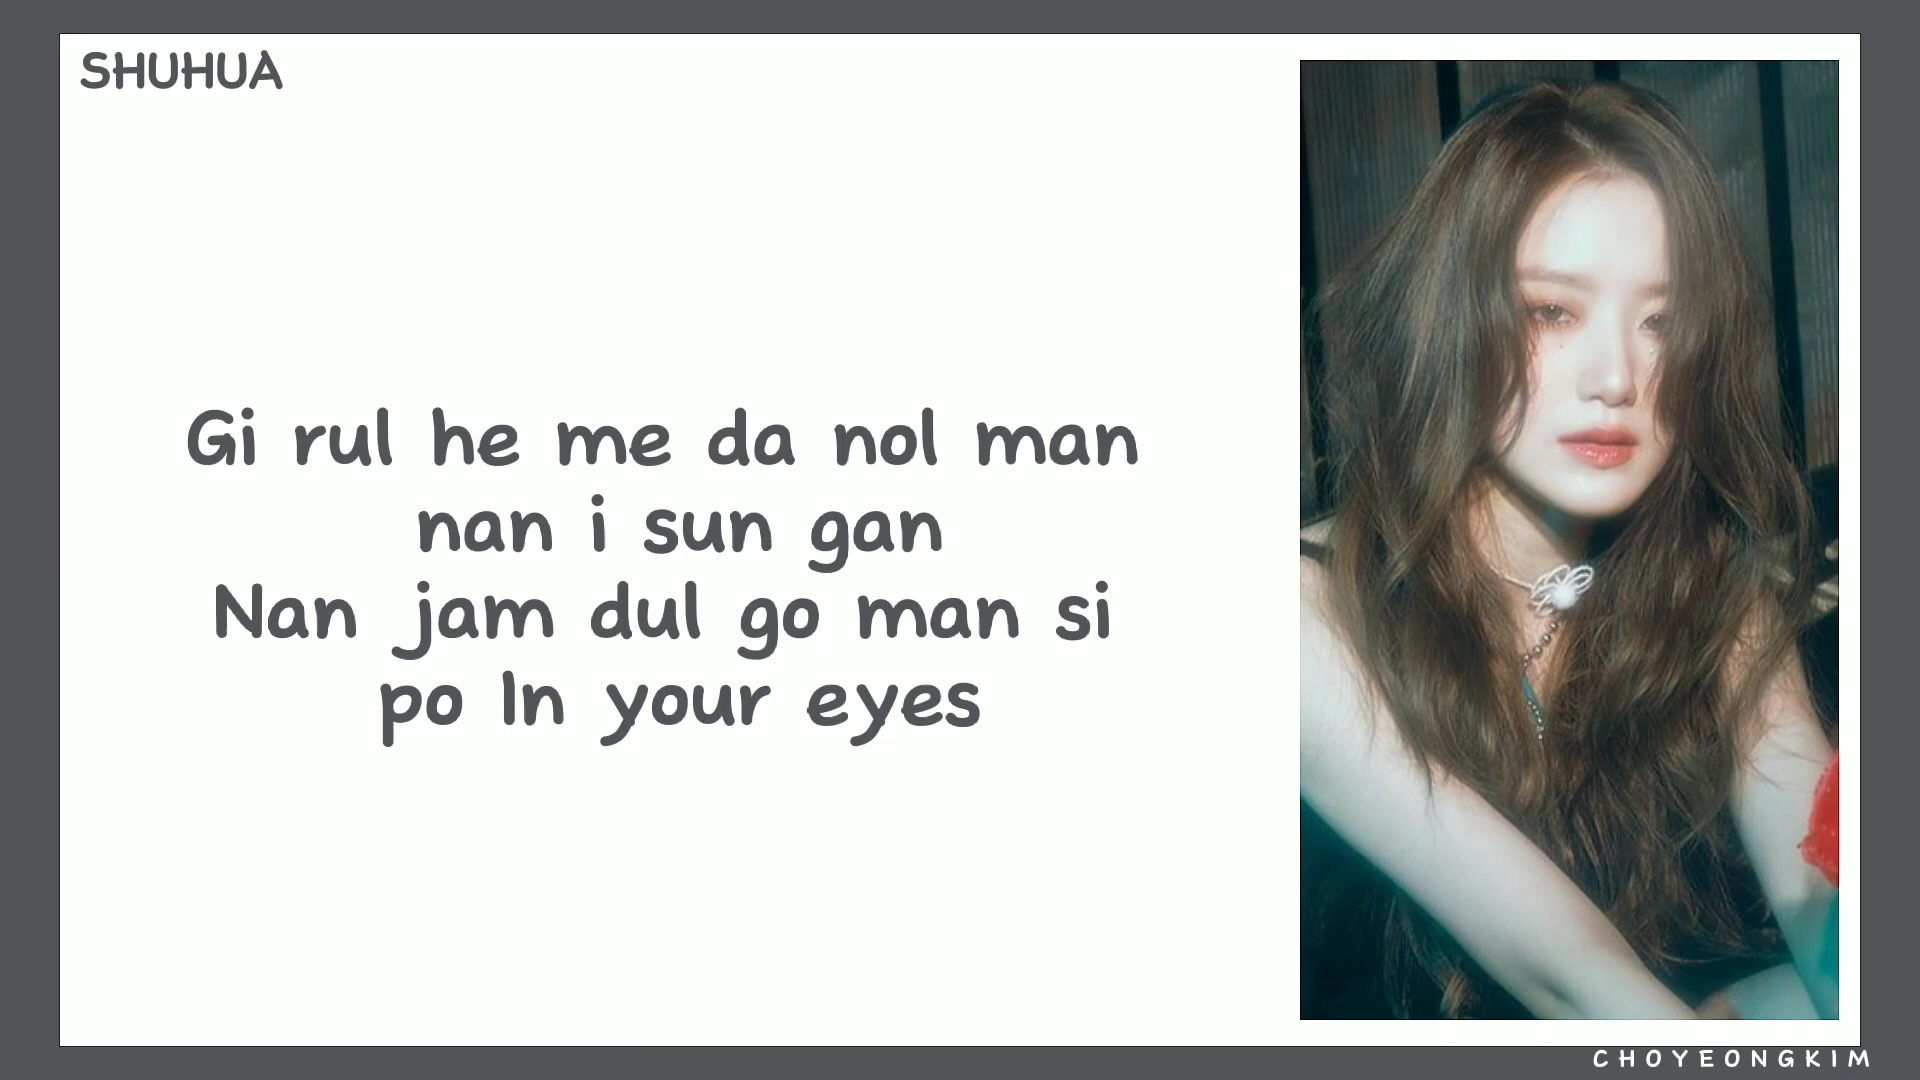 SHUHUA
Gi rul he me da nol man
nan i sun gan
Nan jam dul go man si
po In your eyes
CHOYEONGKIM